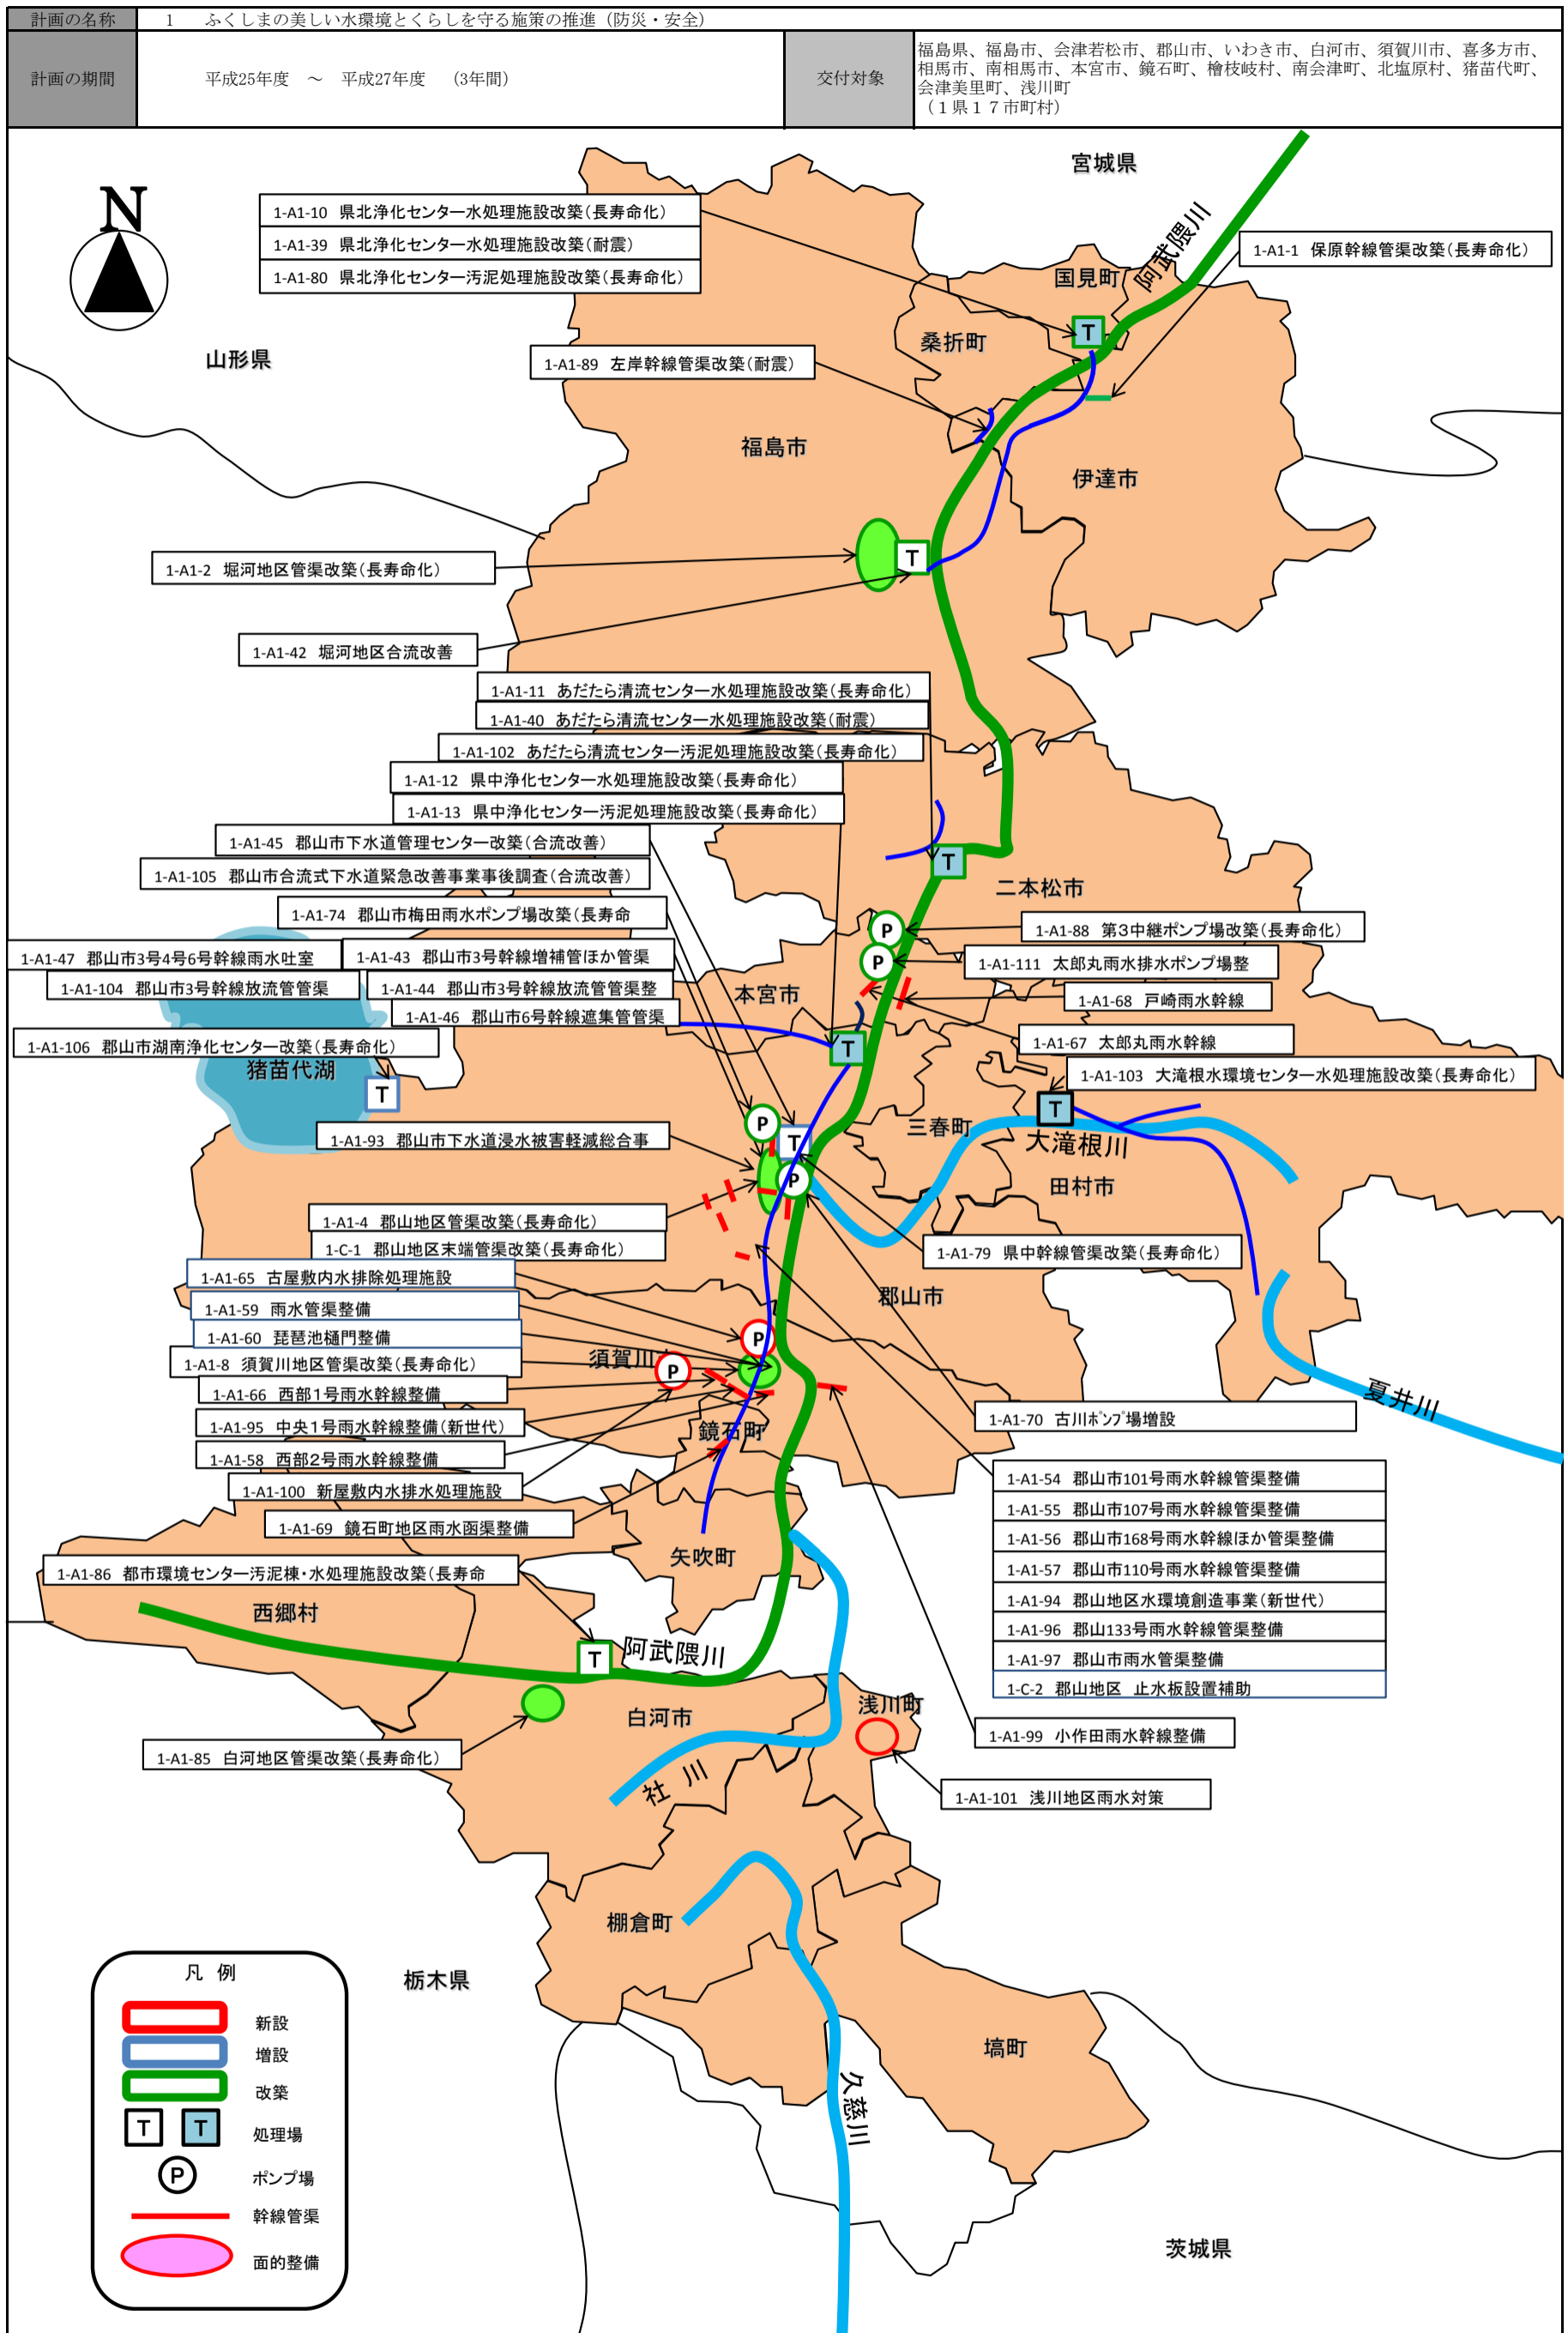 計画の名称
1 ふくしまの美しい水環境とくらしを守る施策の推進（防災・安全）
計画の期間
平成25年度 ～ 平成27年度 （3年間）
交付対象
福島県、福島市、会津若松市、郡山市、いわき市、白河市、須賀川市、喜多方市、
相馬市、南相馬市、本宮市、鏡石町、檜枝岐村、南会津町、北塩原村、猪苗代町、
会津美里町、浅川町
（１県１７市町村）
宮城県
N
1-A1-10 県北浄化センター水処理施設改築（長寿命化）
1-A1-39 県北浄化センター水処理施設改築（耐震）
1-A1-80 県北浄化センター汚泥処理施設改築（長寿命化）
阿武隈川
1-A1-1 保原幹線管渠改築（長寿命化）
国見町
T
桑折町
山形県
1-A1-89 左岸幹線管渠改築（耐震）
福島市
伊達市
T
1-A1-2 堀河地区管渠改築（長寿命化）
1-A1-42 堀河地区合流改善
1-A1-11 あだたら清流センター水処理施設改築（長寿命化）
1-A1-40 あだたら清流センター水処理施設改築（耐震）
1-A1-102 あだたら清流センター汚泥処理施設改築（長寿命化）
1-A1-12 県中浄化センター水処理施設改築（長寿命化）
1-A1-13 県中浄化センター汚泥処理施設改築（長寿命化）
1-A1-45 郡山市下水道管理センター改築（合流改善）
T
1-A1-105 郡山市合流式下水道緊急改善事業事後調査（合流改善）
二本松市
1-A1-74 郡山市梅田雨水ポンプ場改築（長寿命
P
1-A1-88 第３中継ポンプ場改築（長寿命化）
1-A1-47 郡山市3号4号6号幹線雨水吐室
1-A1-43 郡山市3号幹線増補管ほか管渠
P
1-A1-111 太郎丸雨水排水ポンプ場整
1-A1-104 郡山市3号幹線放流管管渠
1-A1-44 郡山市3号幹線放流管管渠整
本宮市
1-A1-68 戸崎雨水幹線
1-A1-46 郡山市6号幹線遮集管管渠
1-A1-106 郡山市湖南浄化センター改築（長寿命化）
1-A1-67 太郎丸雨水幹線
T
猪苗代湖
1-A1-103 大滝根水環境センター水処理施設改築（長寿命化）
T
T
P
三春町
大滝根川
1-A1-93 郡山市下水道浸水被害軽減総合事
T
P
田村市
1-A1-4 郡山地区管渠改築（長寿命化）
1-C-1 郡山地区末端管渠改築（長寿命化）
1-A1-79 県中幹線管渠改築（長寿命化）
1-A1-65 古屋敷内水排除処理施設
郡山市
1-A1-59 雨水管渠整備
1-A1-60 琵琶池樋門整備
P
1-A1-8 須賀川地区管渠改築（長寿命化）
須賀川
P
1-A1-66 西部１号雨水幹線整備
夏井川
1-A1-95 中央１号雨水幹線整備（新世代）
鏡石町
1-A1-70 古川ﾎﾟﾝﾌﾟ場増設
1-A1-58 西部２号雨水幹線整備
1-A1-100 新屋敷内水排水処理施設
1-A1-54 郡山市101号雨水幹線管渠整備
1-A1-55 郡山市107号雨水幹線管渠整備
1-A1-69 鏡石町地区雨水函渠整備
1-A1-56 郡山市168号雨水幹線ほか管渠整備
矢吹町
1-A1-57 郡山市110号雨水幹線管渠整備
1-A1-86 都市環境センター汚泥棟・水処理施設改築（長寿命
1-A1-94 郡山地区水環境創造事業（新世代）
西郷村
1-A1-96 郡山133号雨水幹線管渠整備
阿武隈川
T
1-A1-97 郡山市雨水管渠整備
1-C-2 郡山地区 止水板設置補助
白河市
浅川町
1-A1-99 小作田雨水幹線整備
1-A1-85 白河地区管渠改築（長寿命化）
社川
1-A1-101 浅川地区雨水対策
棚倉町
栃木県
凡例
新設
増設
改築
T
T
処理場
P
ポンプ場
幹線管渠
面的整備
塙町
久慈川
茨城県